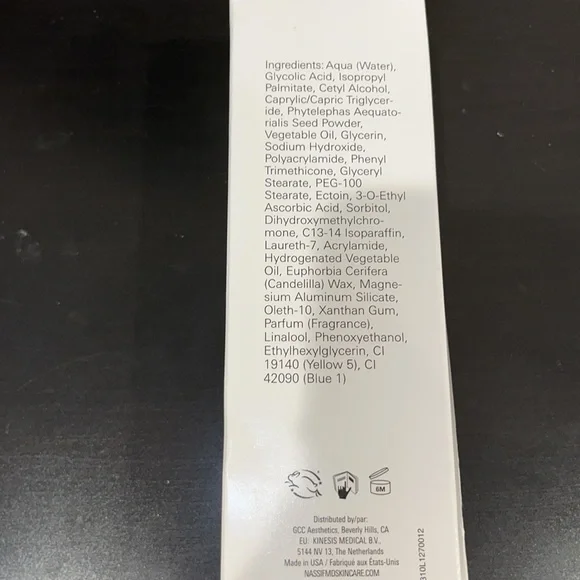 Ingredients: Aqua (Water),
Glycolic Acid, Isopropyl
Palmitate, Cetyl Alcohol,
Caprylic/Capric Triglycer-
ide, Phytelephas Aequato-
rialis Seed Powder,
Vegetable Oil, Glycerin,
Sodium Hydroxide,
Polyacrylamide, Phenyl
Trimethicone, Glyceryl
Stearate, PEG-100
Stearate, Ectoin, 3-O-Ethyl
Ascorbic Acid, Sorbitol,
Dihydroxymethylchro-
mone, C13-14 Isoparaffin,
Laureth-7, Acrylamide,
Hydrogenated Vegetable
Oil, Euphorbia Cerifera
(Candelilla) Wax, Magne-
sium Aluminum Silicate,
Oleth-10, Xanthan Gum,
Parfum (Fragrance),
Linalool, Phenoxyethanol,
Ethylhexylglycerin, CI
19140 (Yellow 5), CI
42090 (Blue 1)
6M
Distributed by/par:
GCC Aesthetics, Beverly Hills, CA
EU: KINESIS MEDICAL B.V.,
5144 NV 13, The Netherlands
Made in USA / Fabriqué aux États-Unis
NASSIFMDSKINCARE.COM